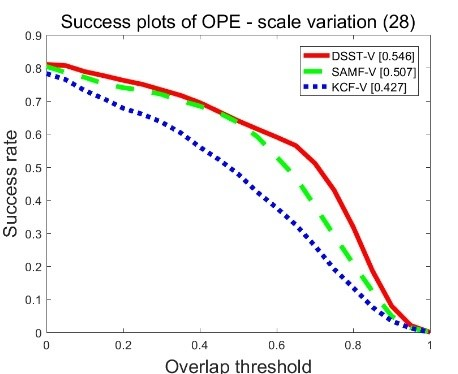 Success plots of OPE - scale variation (28)
DSST-V [0.546]
SAMF-V [0.507]
KCF-V [0.427]
Success rate
0.9
0.8
0.7
0.6
0.5
0.4
0.3
0.2
0.1
0
0 0.2 0.4 0.6 0.8 1
Overlap threshold